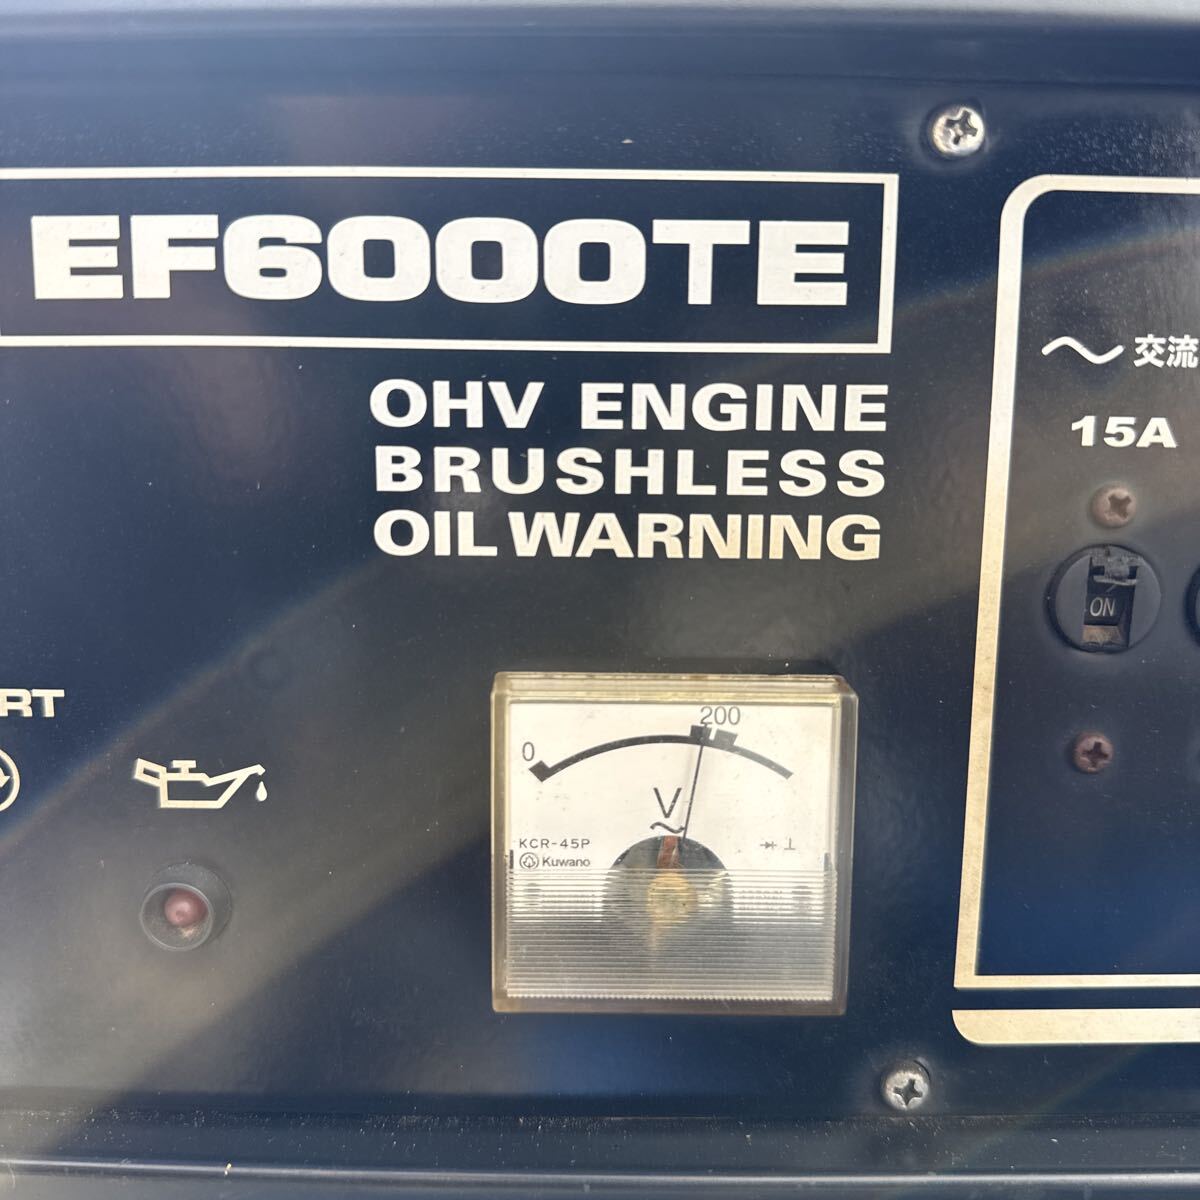 EF6000TE
OHV ENGINE
BRUSHLESS
OIL WARNING
交流
15A
ON
RT
0
200
V
KCR-45P
Kuwano